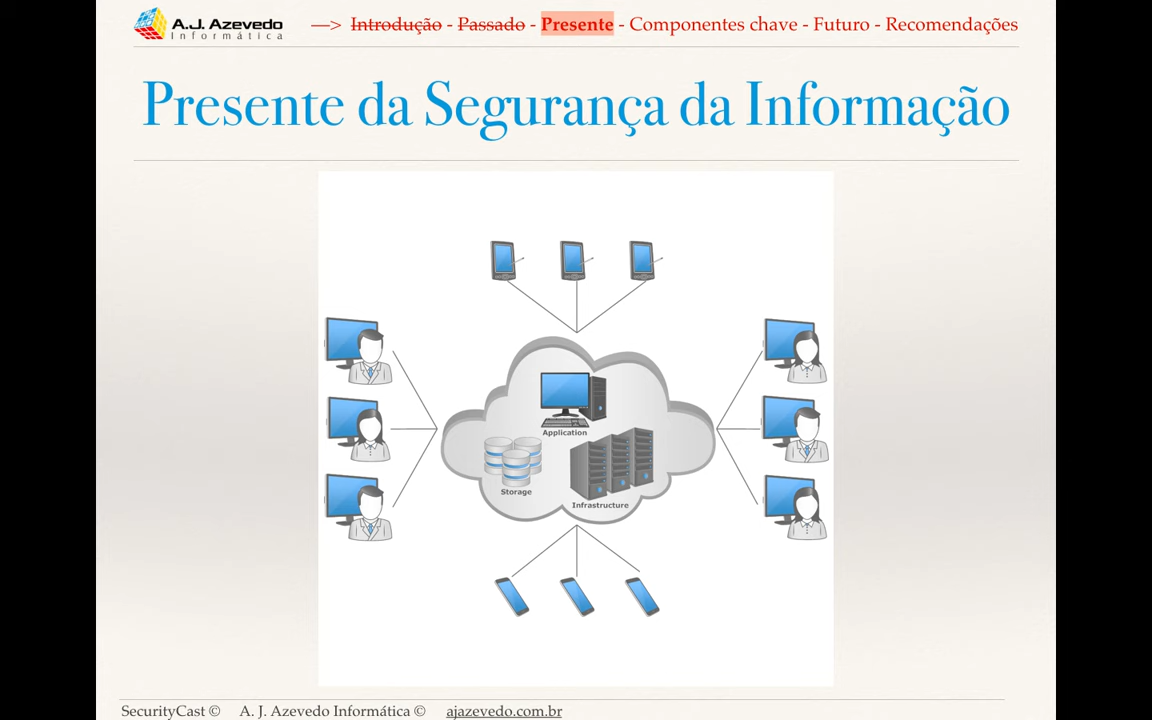 A.J. Azevedo
Informática
—> Introdução - Passado - Presente - Componentes chave - Futuro - Recomendações
Presente da Segurança da Informação
Application
Storage
Infrastructure
SecurityCast © A. J. Azevedo Informática © ajazevedo.com.br